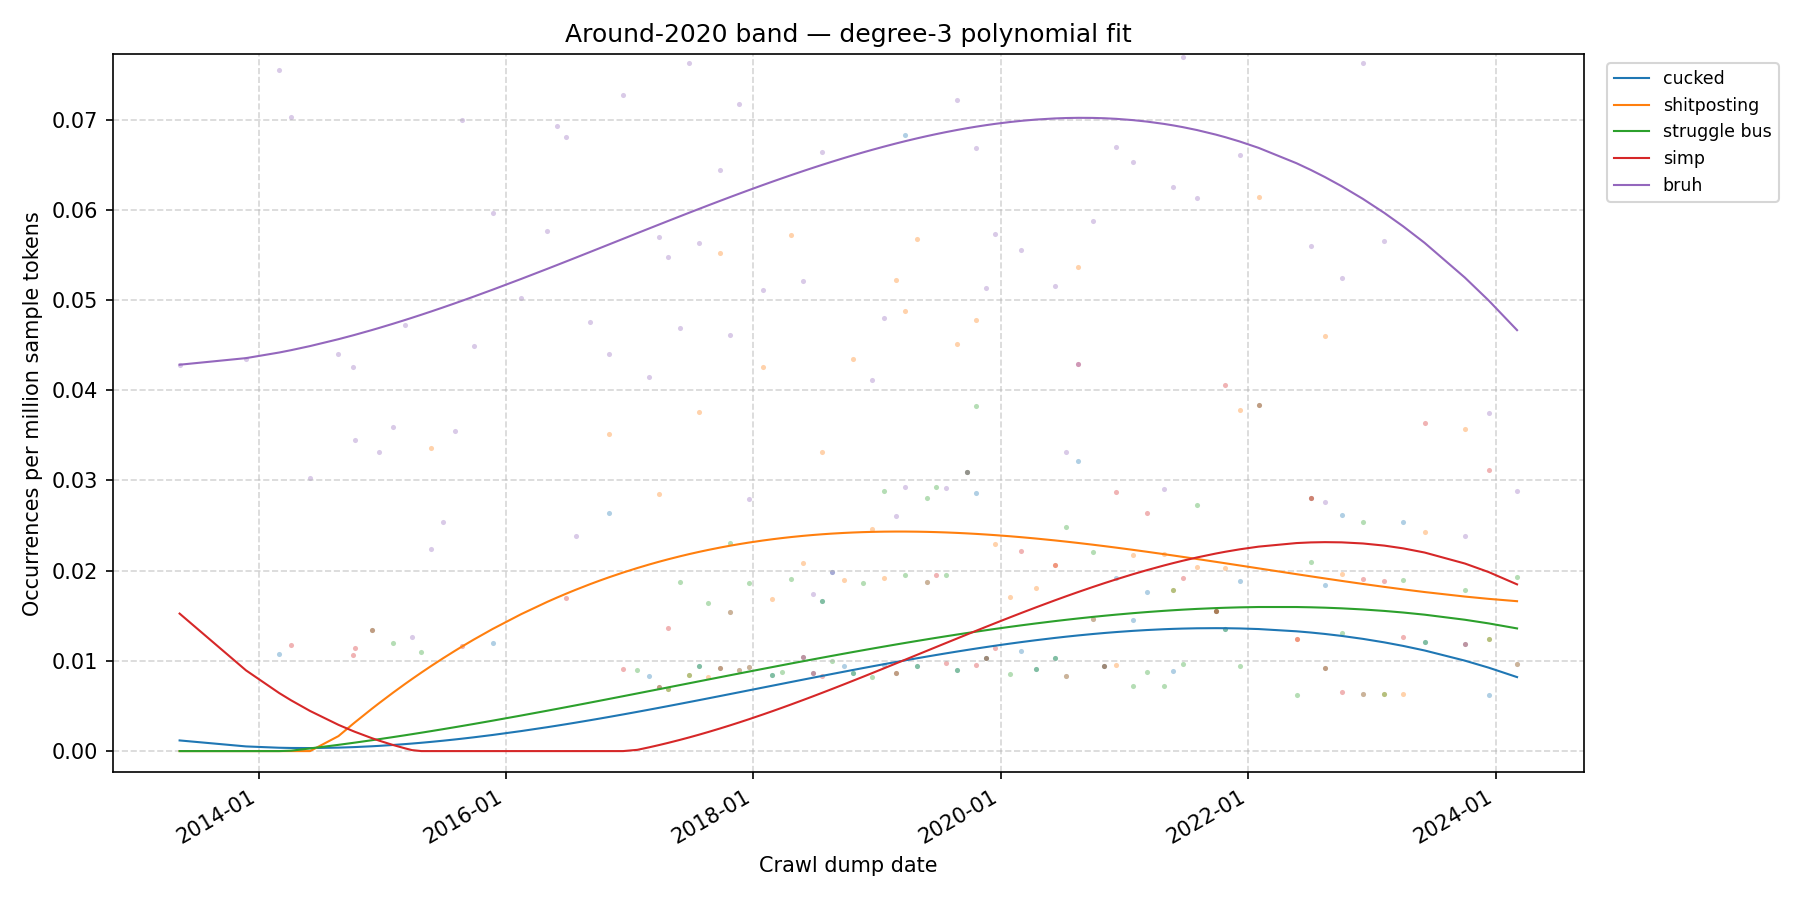 Around-2020 band — degree-3 polynomial fit
Occurrences per million sample tokens
0.07
0.06
0.05
0.04
0.03
0.02
0.01
0.00
2014-01
2016-01
2018-01
2020-01
2022-01
2024-01
Crawl dump date
cucked
shitposting
struggle bus
simp
bruh